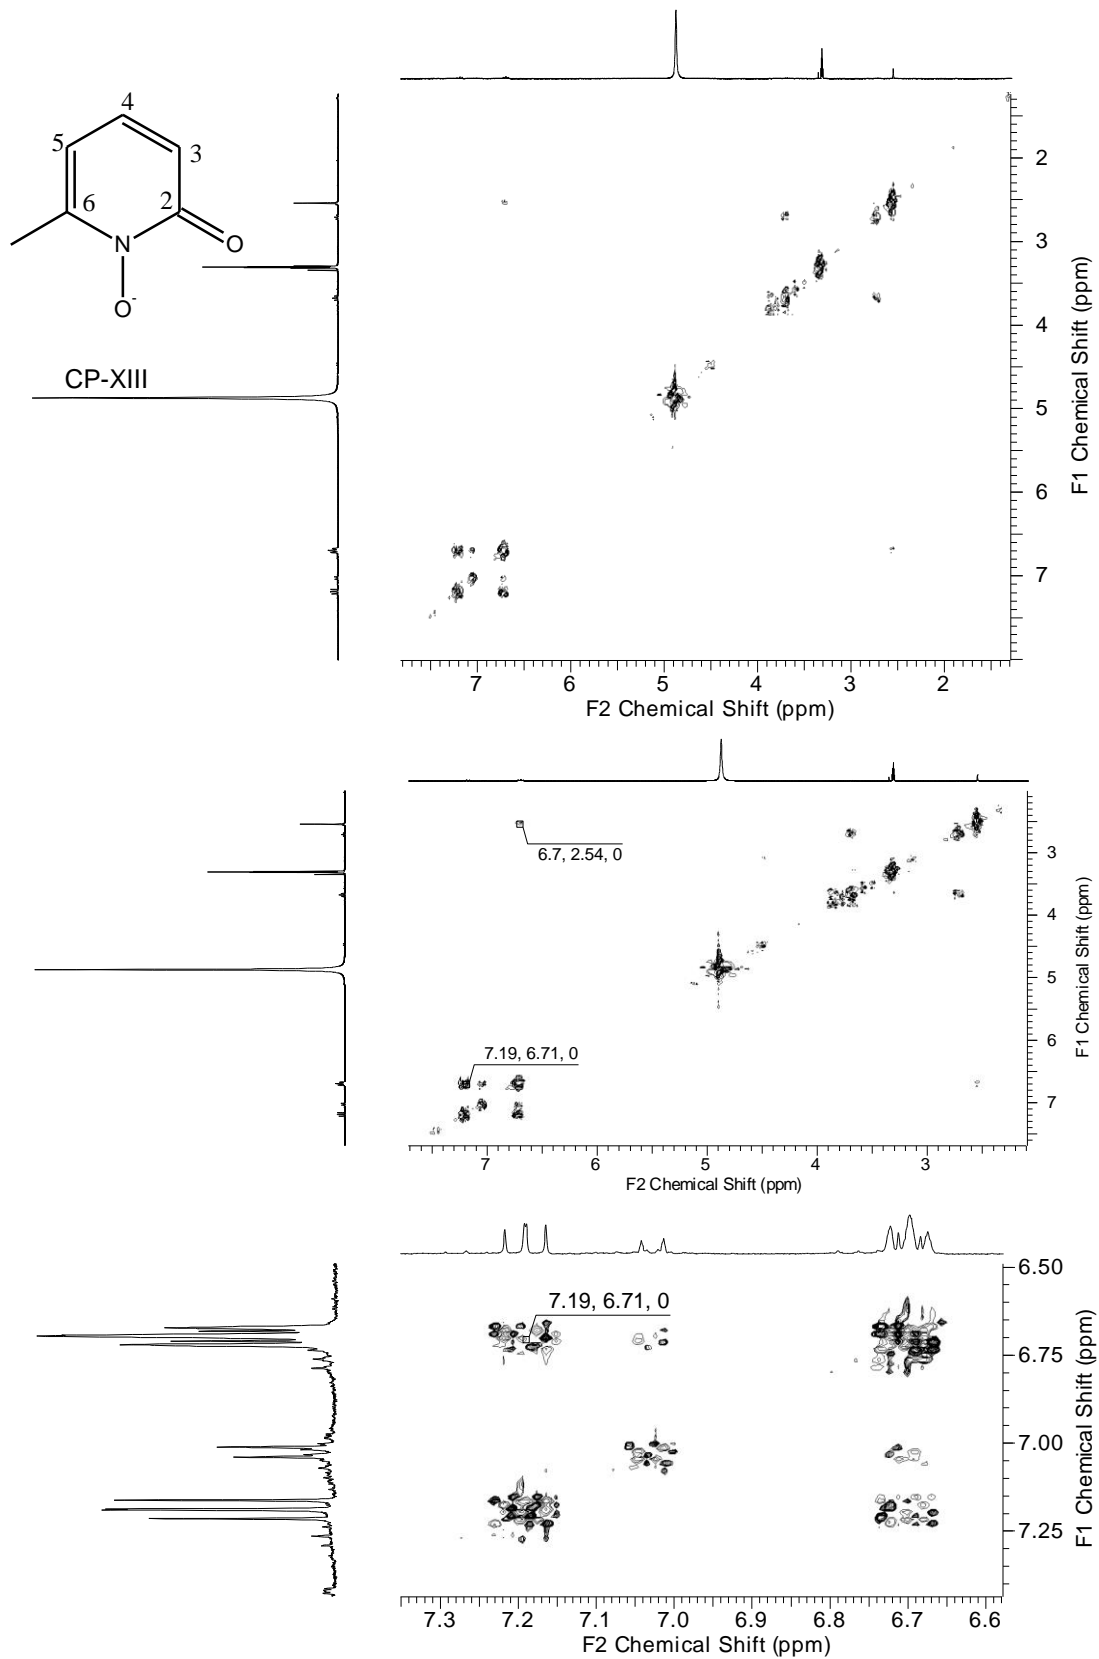 4
5
3
6
2
N
O
O-
CP-XIII
2
3
4
5
6
7
F1 Chemical Shift (ppm)
7 6 5 4 3 2
F2 Chemical Shift (ppm)
6.7, 2.54, 0
7.19, 6.71, 0
3
4
5
6
7
F1 Chemical Shift (ppm)
7 6 5 4 3
F2 Chemical Shift (ppm)
7.19, 6.71, 0
6.50
6.75
7.00
7.25
F1 Chemical Shift (ppm)
7.3 7.2 7.1 7.0 6.9 6.8 6.7 6.6
F2 Chemical Shift (ppm)